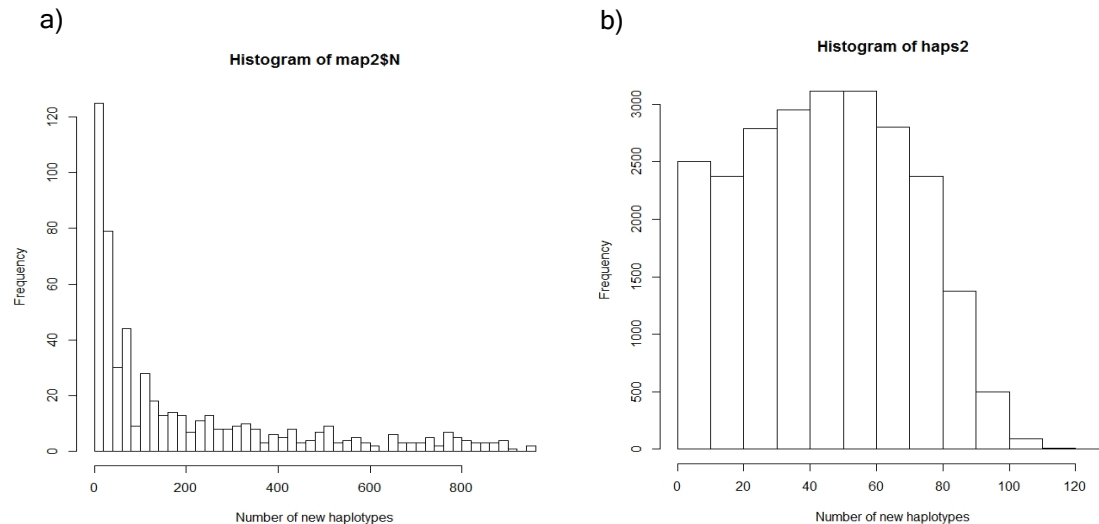 a)
Histogram of map2$N
Frequency
0 20 40 60 80 100 120
0 200 400 600 800
Number of new haplotypes
b)
Histogram of haps2
Frequency
0 500 1000 1500 2000 2500 3000
0 20 40 60 80 100 120
Number of new haplotypes